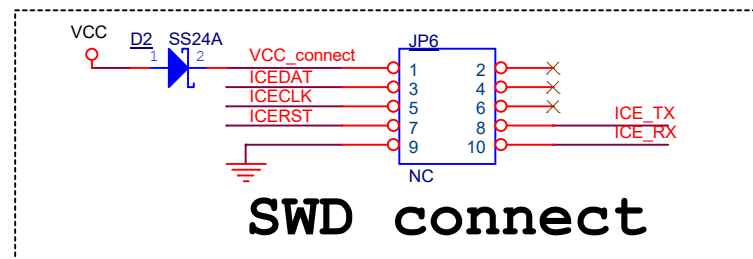 VCC
D2 SS24A
1 2
VCC_connect
JP6
ICEDAT
ICECLK
ICERST
1 2
3 4
5 6
7 8
9 10
ICE_TX
ICE_RX
NC
SWD connect